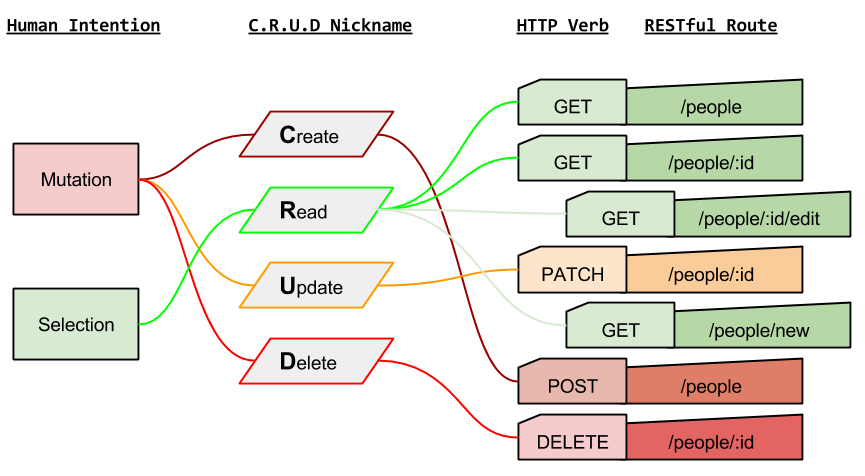 Human Intention C.R.U.D Nickname HTTP Verb RESTful Route
GET /people
Create
GET /people/:id
Mutation
Read
GET /people/:id/edit
PATCH /people/:id
Update
Selection
GET /people/new
Delete
POST /people
DELETE /people/:id